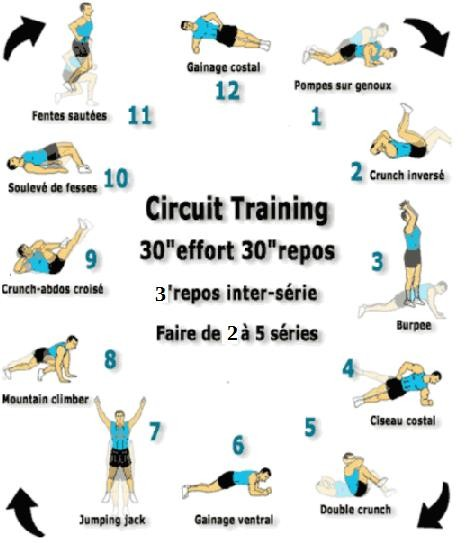 Gainage costal
12
Pompes sur genoux
1
2 Crunch inversé
3
Burpee
4
Ciseau costal
5
Double crunch
6
Gainage ventral
7
Jumping jack
8
Mountain climber
9
Crunch-abdos croisé
10
Soulevé de fesses
11
Fentes sautées
Circuit Training
30"effort 30"repos
3'repos inter-série
Faire de 2 à 5 séries